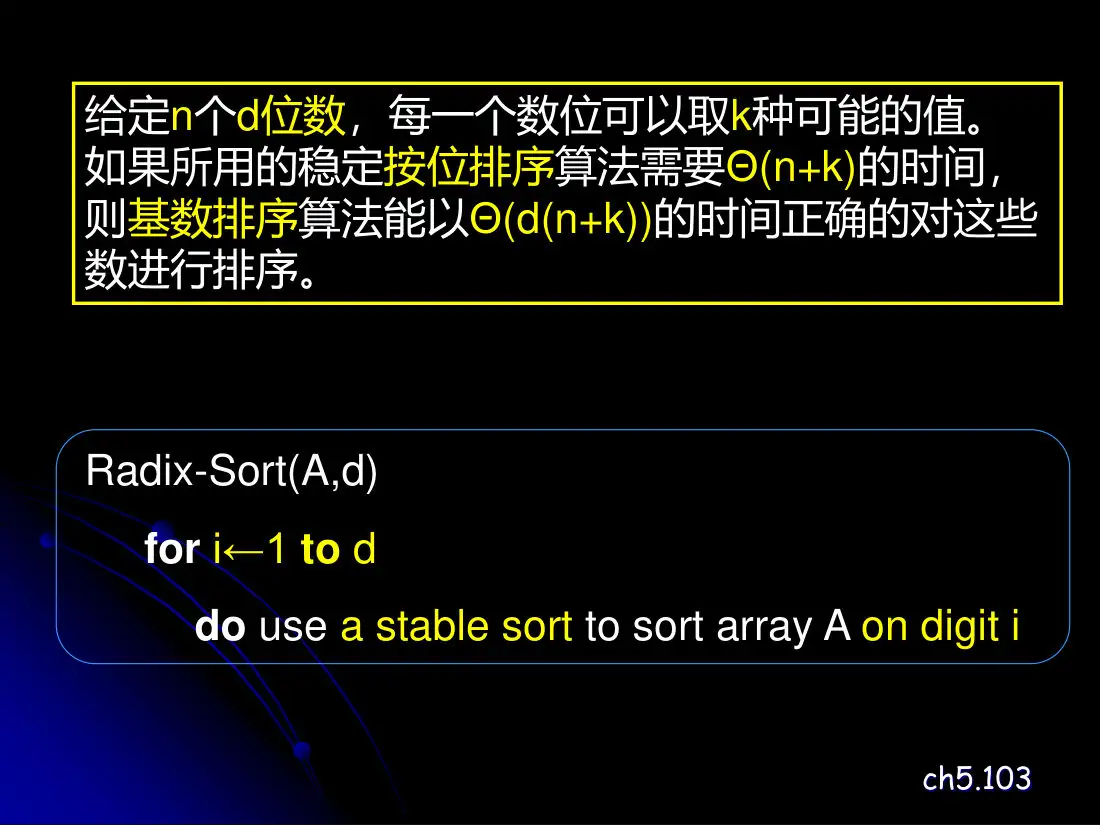 给定n个d位数，每一个数位可以取k种可能的值。
如果所用的稳定按位排序算法需要Θ(n+k)的时间，
则基数排序算法能以Θ(d(n+k))的时间正确的对这些
数进行排序。
Radix-Sort(A,d)
for i←1 to d
do use a stable sort to sort array A on digit i
ch5.103